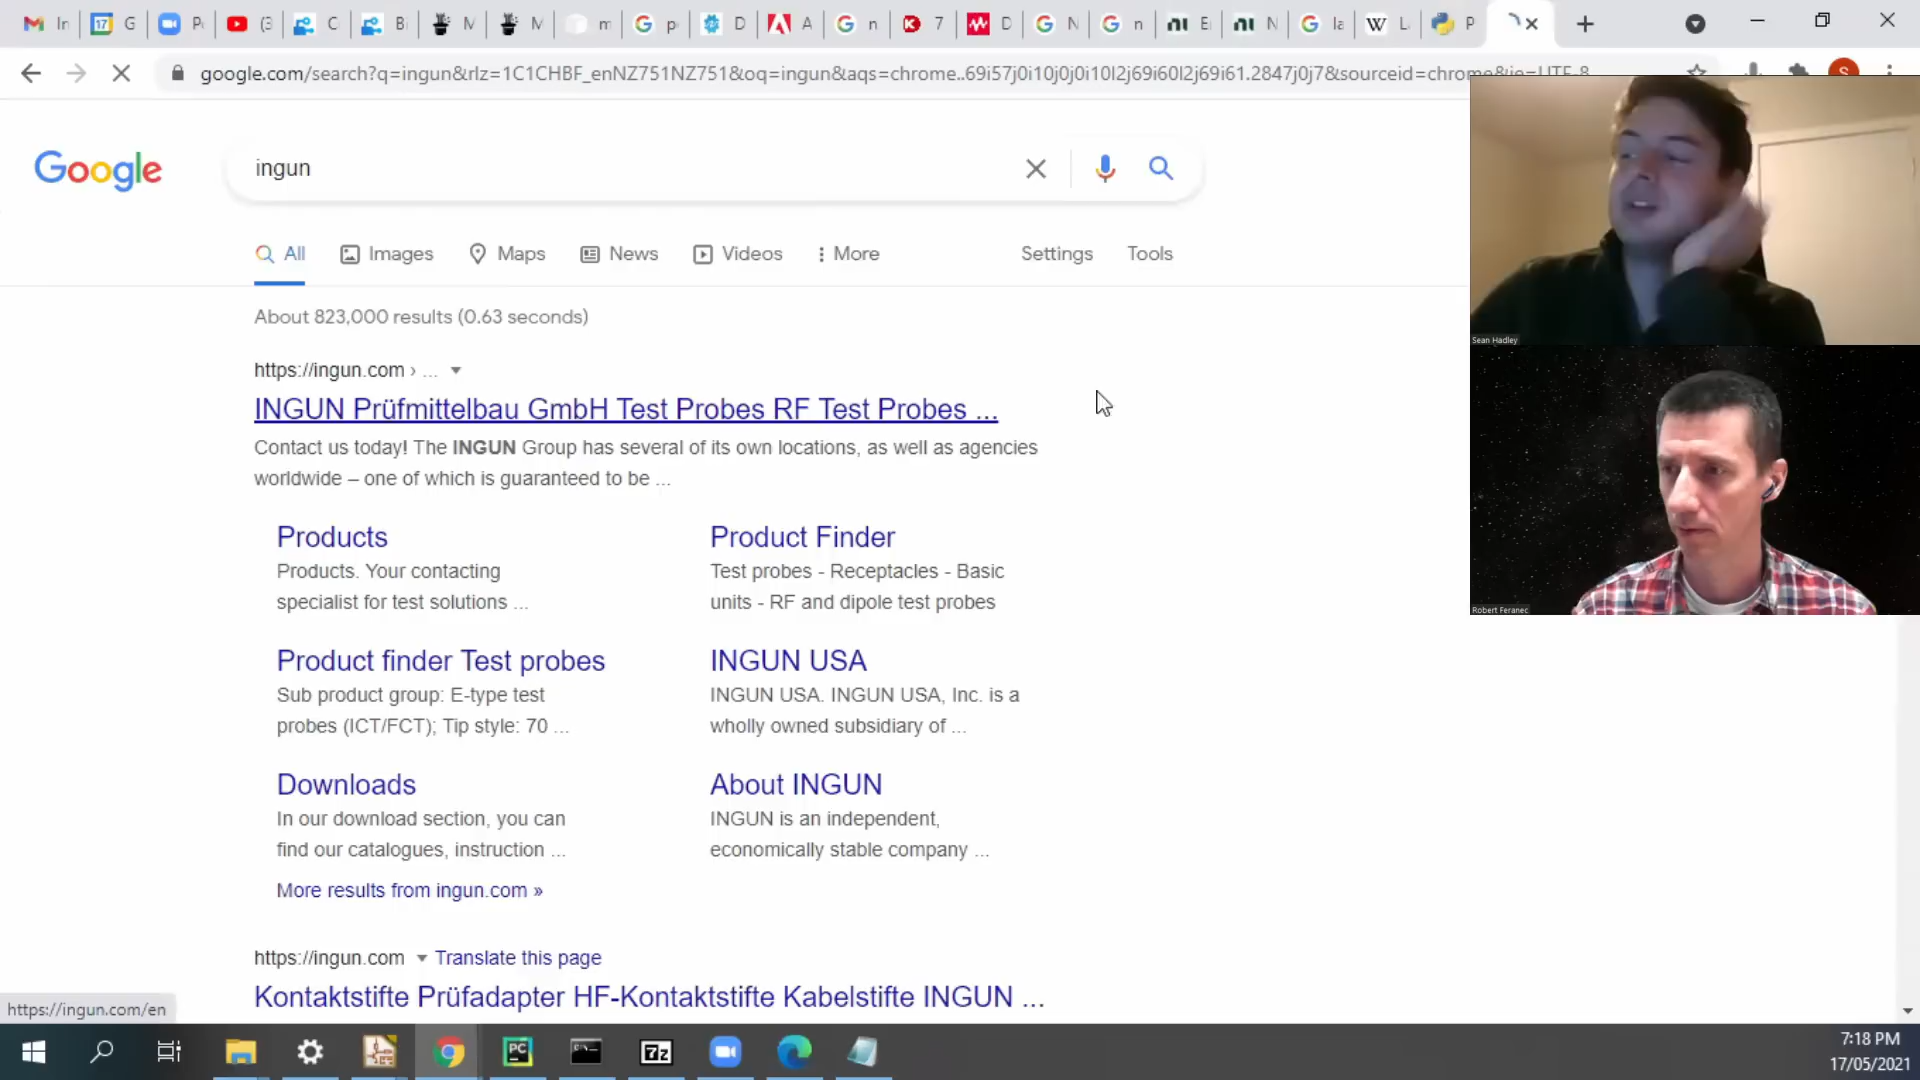 In
G
P
(3
C
Bi
M
M
m
p
D
A
n
7
D
N
n
E
N
la
L
P
google.com/search?q=ingun&rlz=1C1CHBF_enNZ751NZ751&oq=ingun&aqs=chrome..69i57j0i10j0j0i10l2j69i60l2j69i61.2847j0j7&sourceid=chrome&ie=UTF-8
S
Google
ingun
All
Images
Maps
News
Videos
More
Settings
Tools
About 823,000 results (0.63 seconds)
https://ingun.com › ...
INGUN Prüfmittelbau GmbH Test Probes RF Test Probes ...
Contact us today! The INGUN Group has several of its own locations, as well as agencies
worldwide – one of which is guaranteed to be ...
Products
Products. Your contacting
specialist for test solutions ...
Product Finder
Test probes - Receptacles - Basic
units - RF and dipole test probes
Product finder Test probes
Sub product group: E-type test
probes (ICT/FCT); Tip style: 70 ...
INGUN USA
INGUN USA. INGUN USA, Inc. is a
wholly owned subsidiary of ...
Downloads
In our download section, you can
find our catalogues, instruction ...
About INGUN
INGUN is an independent,
economically stable company ...
More results from ingun.com »
https://ingun.com
Translate this page
Kontaktstifte Prüfadapter HF-Kontaktstifte Kabelstifte INGUN ...
https://ingun.com/en
Sean Hadley
Robert Feranec
PC
7z
7:18 PM
17/05/2021